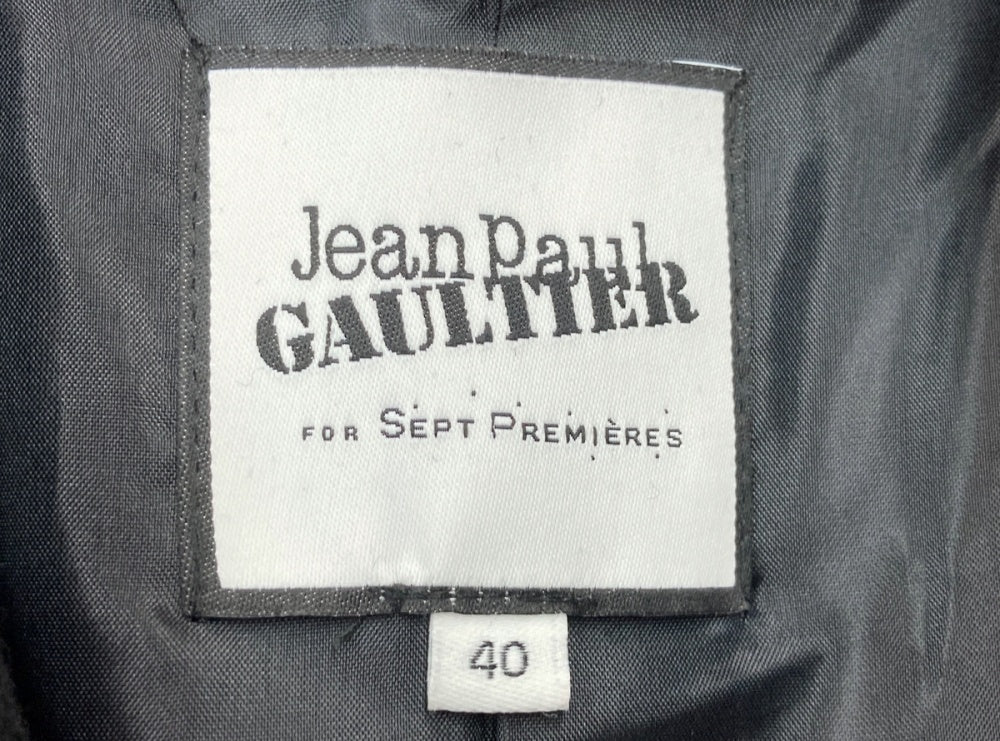 Jean Paul
GAULTIER
FOR SEPT PREMIÈRES
40